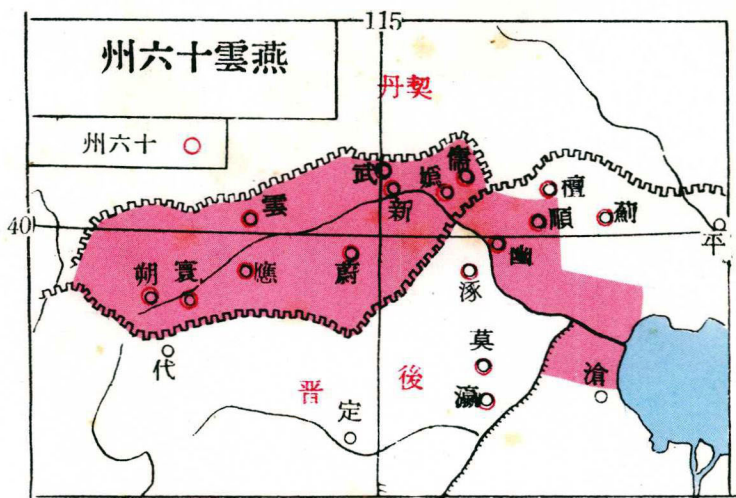 115
燕雲十六州
契丹
十六州
武
儒
媯
新
檀
順
薊
雲
40
平
幽
朔
寰
應
蔚
涿
代
莫
後晋
瀛
滄
定